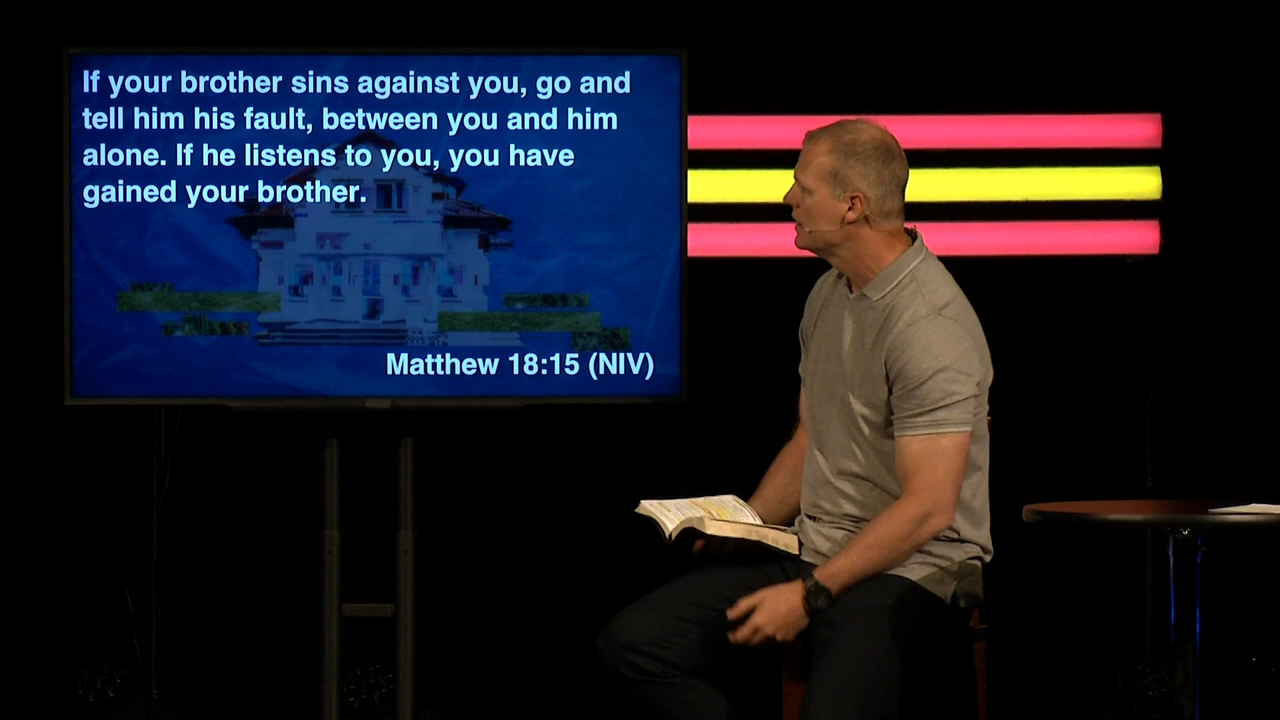 If your brother sins against you, go and
tell him his fault, between you and him
alone. If he listens to you, you have
gained your brother.
Matthew 18:15 (NIV)